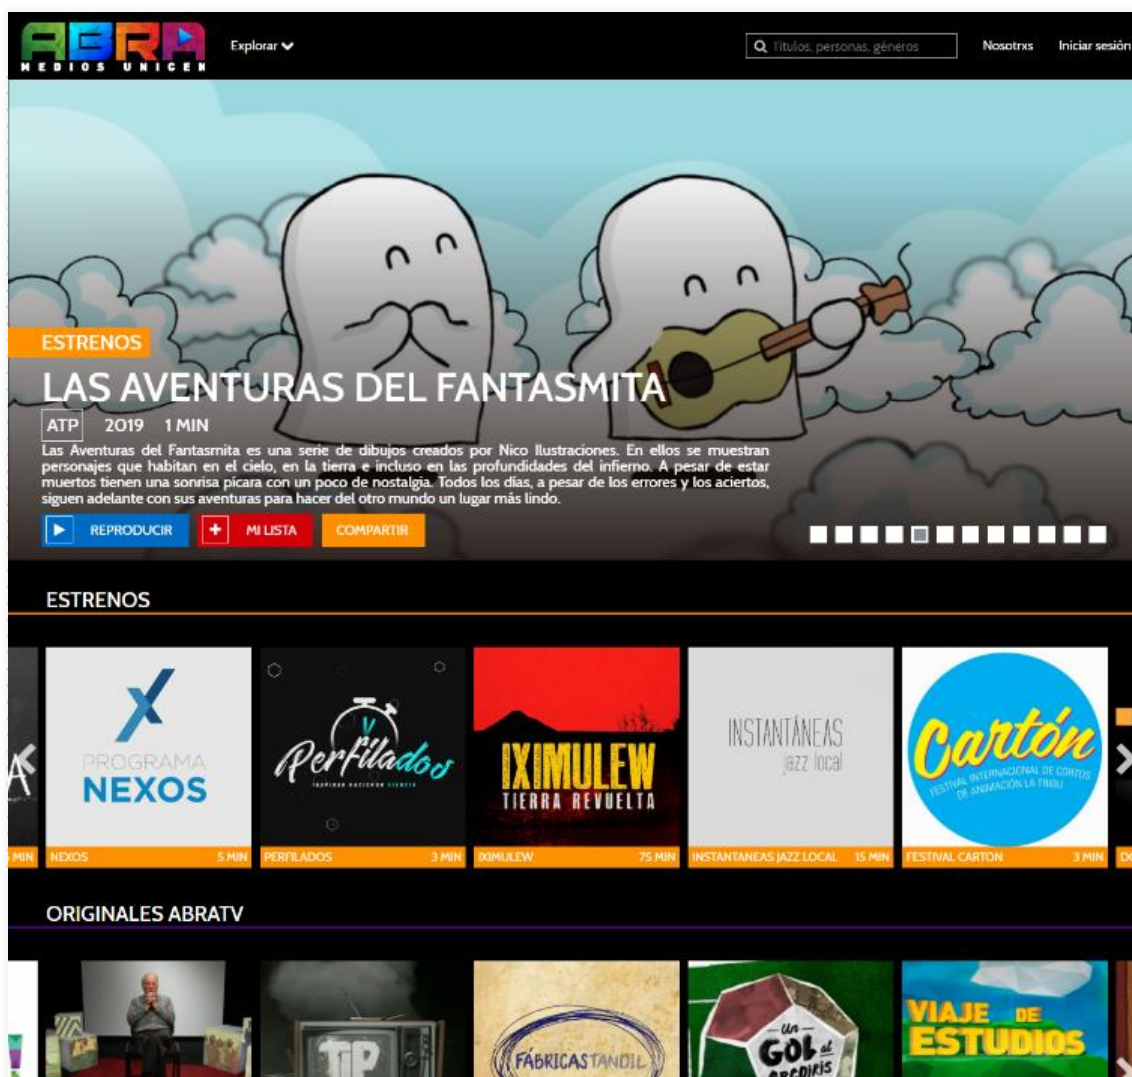 ABRA
MEDIOS UNICEN
Explorar
Titulos, personas, géneros
Nosotrxs
Iniciar sesión
ESTRENOS
LAS AVENTURAS DEL FANTASMITA
ATP 2019 1 MIN
Las Aventuras del Fantasmita es una serie de dibujos creados por Nico Ilustraciones. En ellos se muestran
personajes que habitan en el cielo, en la tierra e incluso en las profundidades del infierno. A pesar de estar
muertos tienen una sonrisa pícara con un poco de nostalgia. Todos los días, a pesar de los errores y los aciertos,
siguen adelante con sus aventuras para hacer del otro mundo un lugar más lindo.
REPRODUCIR
MI LISTA
COMPARTIR
ESTRENOS
PROGRAMA
NEXOS
Perfilados
INSPIRAR HACIENDO CIENCIA
IXIMULEW
TIERRA REVUELTA
INSTANTÁNEAS
jazz local
Cartón
FESTIVAL INTERNACIONAL DE CORTOS
DE ANIMACIÓN LA TRIBU
MIN
NEXOS 5 MIN
PERFILADOS 3 MIN
IXIMULEW 75 MIN
INSTANTANEAS JAZZ LOCAL 15 MIN
FESTIVAL CARTON 3 MIN
ORIGINALES ABRATV
TIP
FÁBRICAS TANDIL
Un
GOL al
ARCOIRIS
VIAJE DE
ESTUDIOS